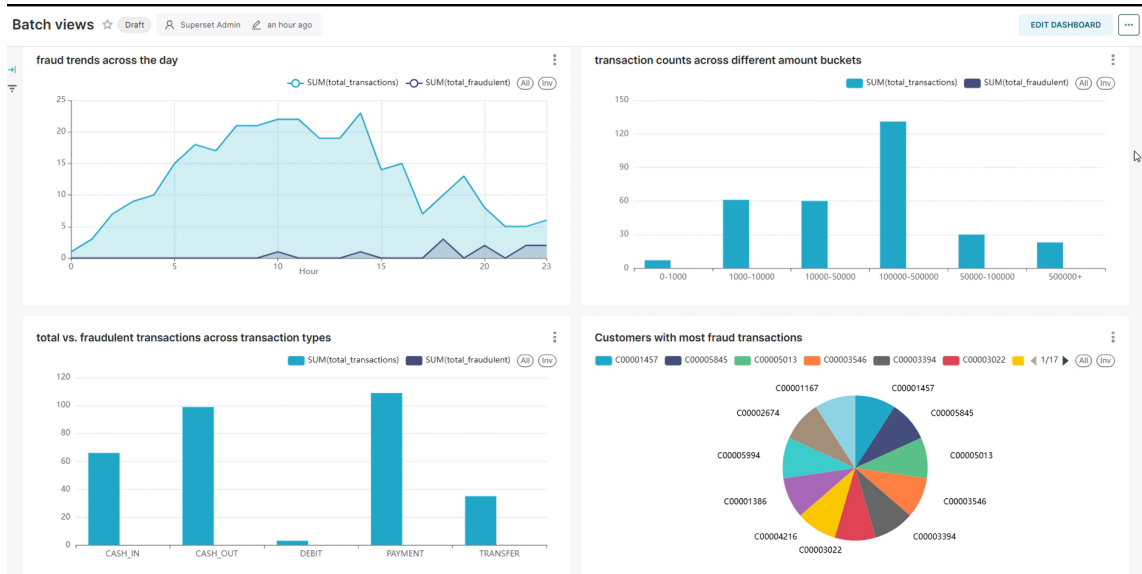 Batch views Draft Superset Admin an hour ago EDIT DASHBOARD ...
fraud trends across the day
SUM(total_transactions) SUM(total_fraudulent) All Inv
25
20
15
10
5
0
0 5 10 15 20 23
Hour
transaction counts across different amount buckets
SUM(total_transactions) SUM(total_fraudulent) All Inv
150
120
90
60
30
0
0-1000 1000-10000 10000-50000 100000-500000 50000-100000 500000+
total vs. fraudulent transactions across transaction types
SUM(total_transactions) SUM(total_fraudulent) All Inv
120
100
80
60
40
20
0
CASH_IN CASH_OUT DEBIT PAYMENT TRANSFER
Customers with most fraud transactions
C00001457 C00005845 C00005013 C00003546 C00003394 C00003022 1/17 All Inv
C00001167 C00001457
C00002674 C00005845
C00005994 C00005013
C00001386 C00003546
C00004216 C00003394
C00003022